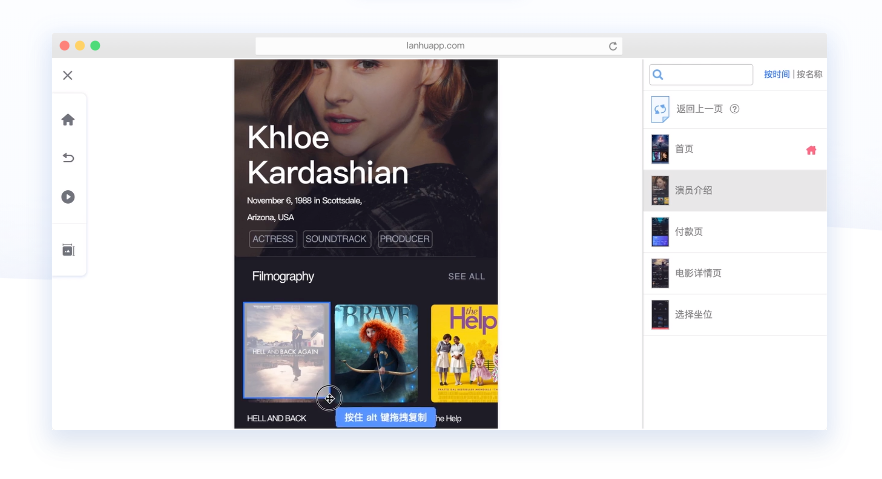 lanhuapp.com
按时间 | 按名称
返回上一页
首页
演员介绍
付款页
电影详情页
选择坐位
Khloe
Kardashian
November 6, 1988 in Scottsdale,
Arizona, USA
ACTRESS SOUNDTRACK PRODUCER
Filmography SEE ALL
HELL AND BACK AGAIN
BRAVE
the
Help
HELL AND BACK
按住 alt 键拖拽复制
he Help